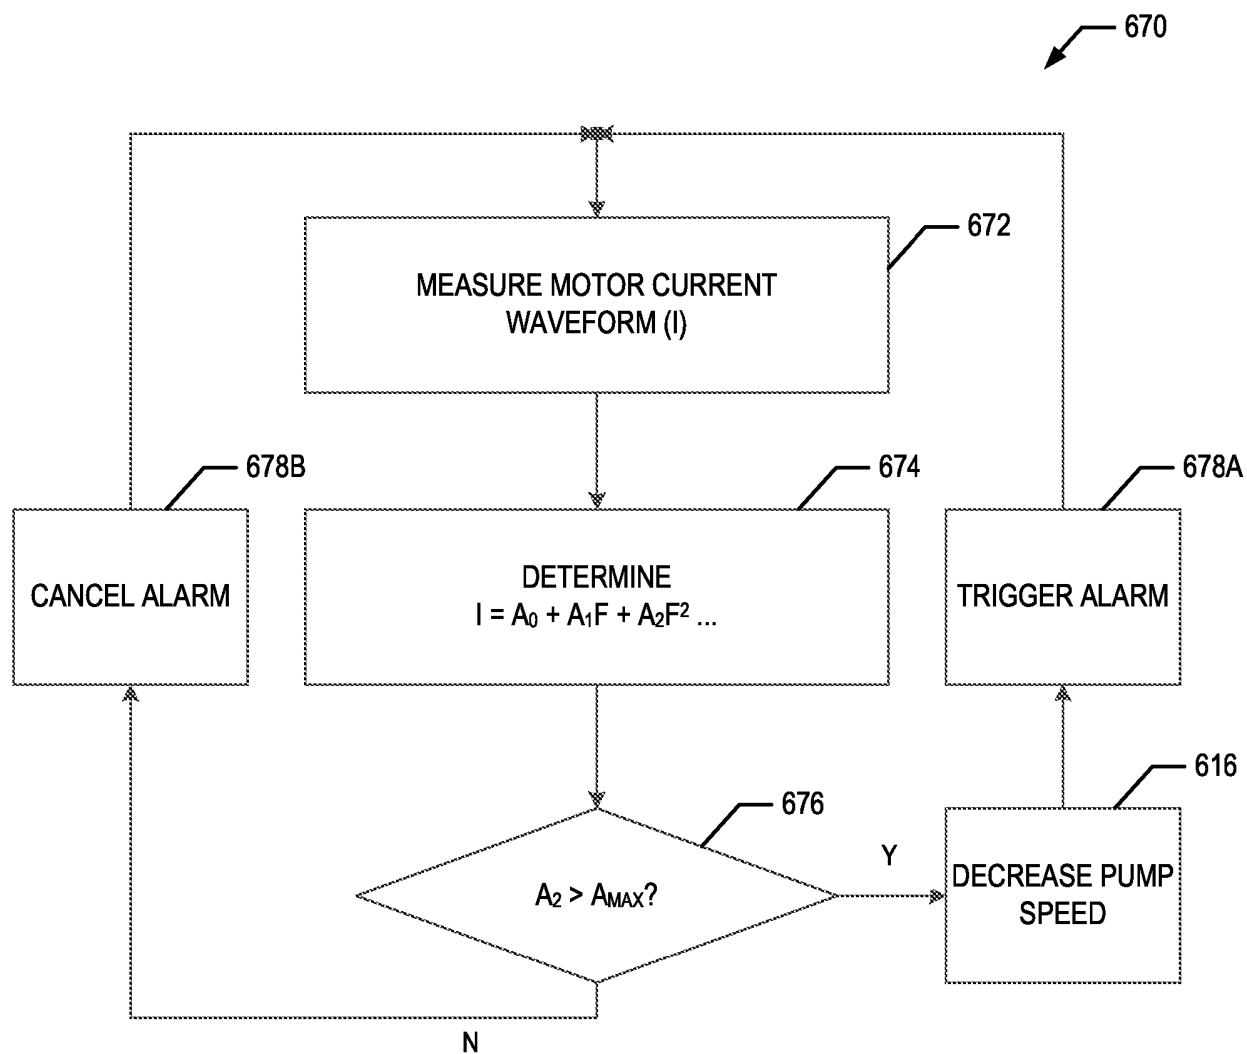 670
672
MEASURE MOTOR CURRENT
WAVEFORM (I)
678B
674
678A
CANCEL ALARM
DETERMINE
I = A₀ + A₁F + A₂F² ...
TRIGGER ALARM
616
676
Y
A₂ > A_MAX?
DECREASE PUMP
SPEED
N